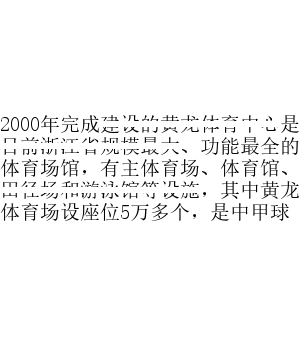 2000年完成建设的黄龙体育中心是
目前浙江省规模最大、功能最全的
体育场馆，有主体育场、体育馆、
田径场和游泳馆等设施，其中黄龙
体育场设座位5万多个，是中甲球